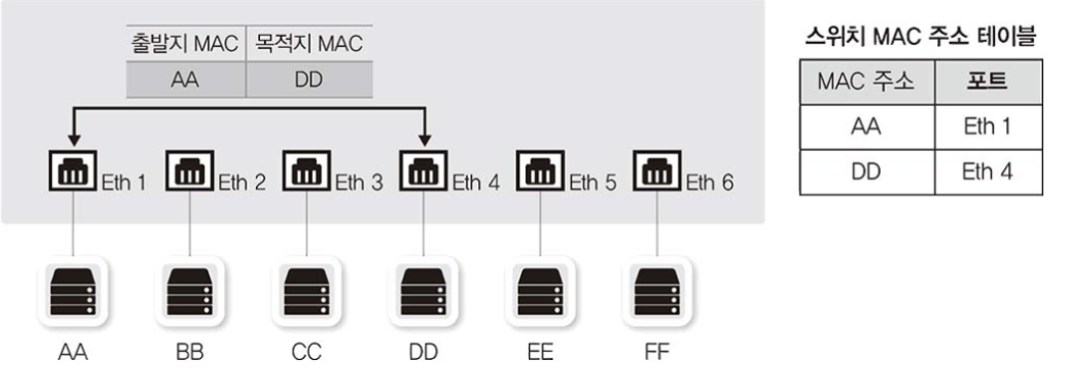 출발지 MAC 목적지 MAC
AA DD
Eth 1 Eth 2 Eth 3 Eth 4 Eth 5 Eth 6
AA BB CC DD EE FF
스위치 MAC 주소 테이블
MAC 주소 포트
AA Eth 1
DD Eth 4